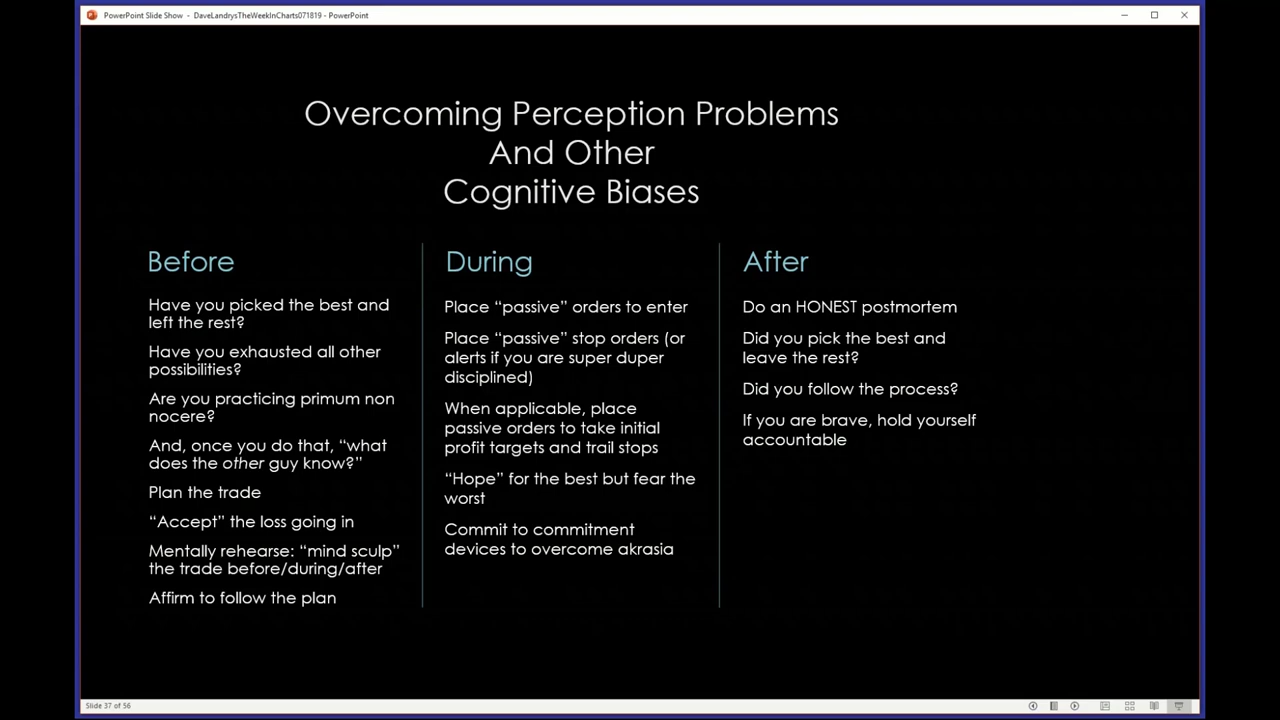 PowerPoint Slide Show - DaveLandrysTheWeekInCharts071819 - PowerPoint
Overcoming Perception Problems
And Other
Cognitive Biases
Before
Have you picked the best and
left the rest?
Have you exhausted all other
possibilities?
Are you practicing primum non
nocere?
And, once you do that, “what
does the other guy know?”
Plan the trade
“Accept” the loss going in
Mentally rehearse: “mind sculp”
the trade before/during/after
Affirm to follow the plan
During
Place “passive” orders to enter
Place “passive” stop orders (or
alerts if you are super duper
disciplined)
When applicable, place
passive orders to take initial
profit targets and trail stops
“Hope” for the best but fear the
worst
Commit to commitment
devices to overcome akrasia
After
Do an HONEST postmortem
Did you pick the best and
leave the rest?
Did you follow the process?
If you are brave, hold yourself
accountable
Slide 37 of 56